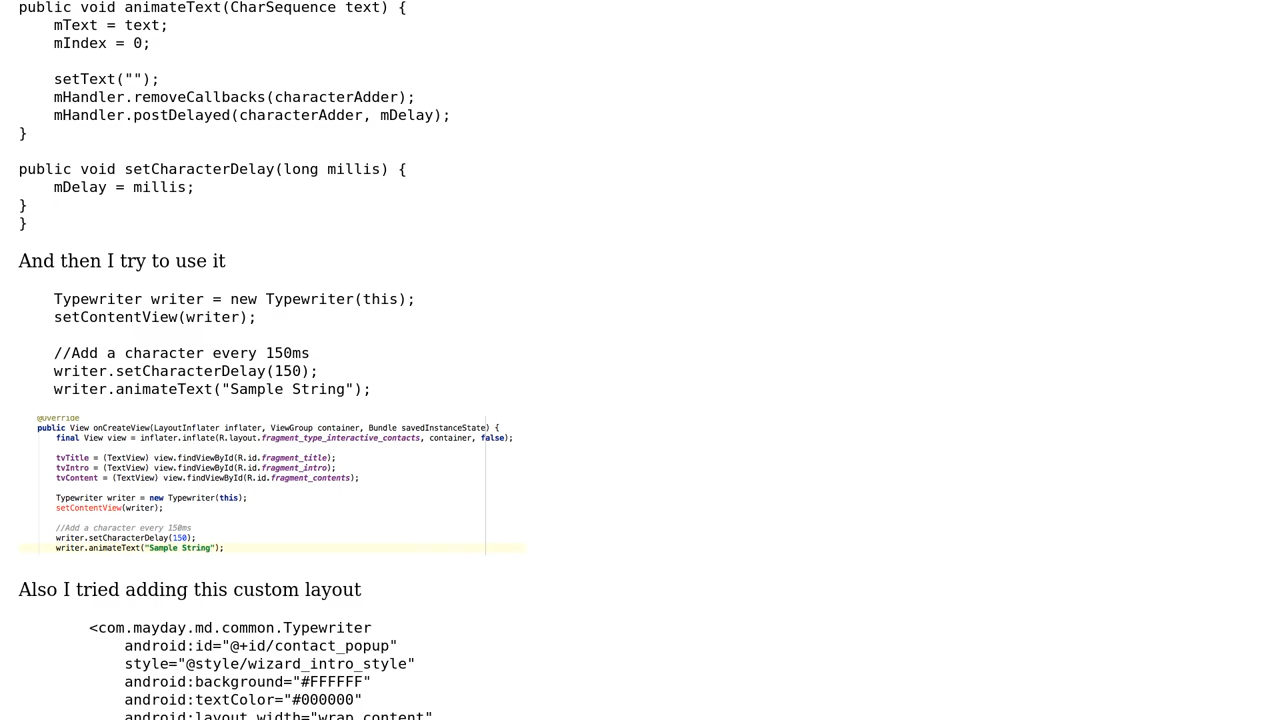 public void animateText(CharSequence text) {
    mText = text;
    mIndex = 0;

    setText("");
    mHandler.removeCallbacks(characterAdder);
    mHandler.postDelayed(characterAdder, mDelay);
}

public void setCharacterDelay(long millis) {
    mDelay = millis;
}
}
And then I try to use it
    Typewriter writer = new Typewriter(this);
    setContentView(writer);

    //Add a character every 150ms
    writer.setCharacterDelay(150);
    writer.animateText("Sample String");
@Override
public View onCreateView(LayoutInflater inflater, ViewGroup container, Bundle savedInstanceState) {
    final View view = inflater.inflate(R.layout.fragment_type_interactive_contacts, container, false);

    tvTitle = (TextView) view.findViewById(R.id.fragment_title);
    tvIntro = (TextView) view.findViewById(R.id.fragment_intro);
    tvContent = (TextView) view.findViewById(R.id.fragment_contents);

    Typewriter writer = new Typewriter(this);
    setContentView(writer);

    //Add a character every 150ms
    writer.setCharacterDelay(150);
    writer.animateText("Sample String");
Also I tried adding this custom layout
        <com.mayday.md.common.Typewriter
            android:id="@+id/contact_popup"
            style="@style/wizard_intro_style"
            android:background="#FFFFFF"
            android:textColor="#000000"
            android:layout_width="wrap_content"